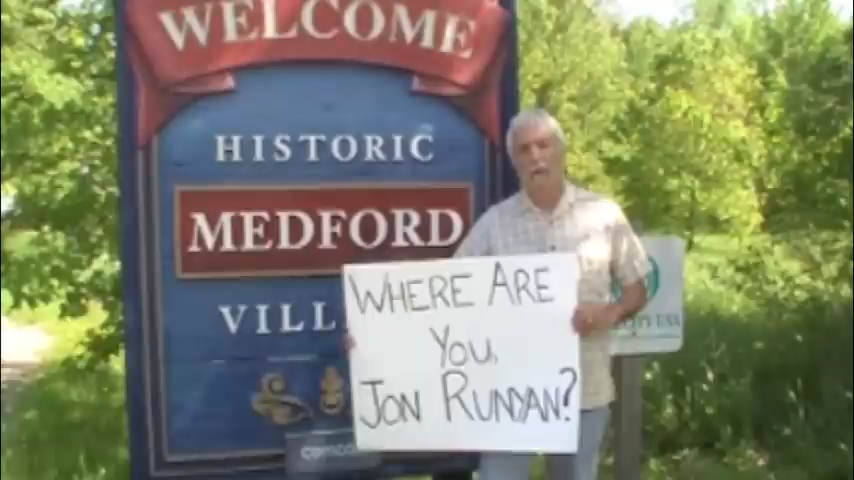 WELCOME
HISTORIC
MEDFORD
VILL
WHERE ARE
YOU,
JON RUNYAN?